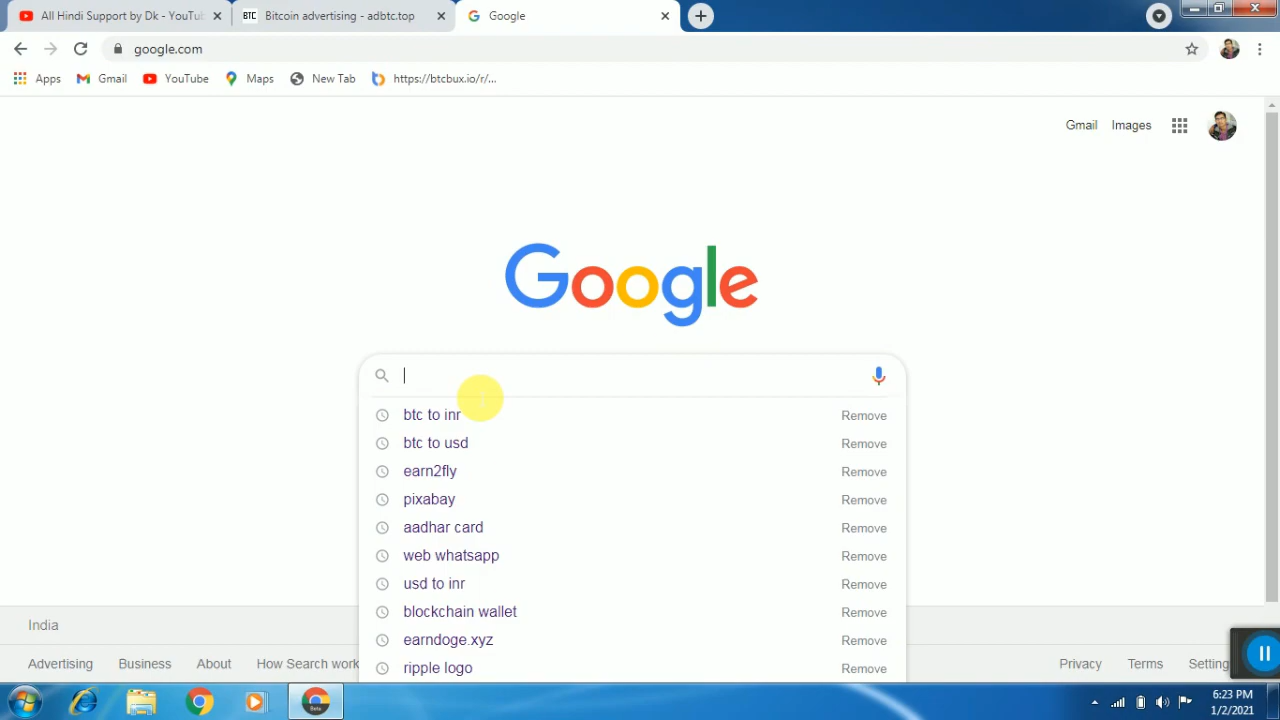 All Hindi Support by Dk - YouTu
BTC Bitcoin advertising - adbtc.top
Google
google.com
Apps
Gmail
YouTube
Maps
New Tab
https://btcbux.io/r/...
Gmail
Images
Google
btc to inr Remove
btc to usd Remove
earn2fly Remove
pixabay Remove
aadhar card Remove
web whatsapp Remove
usd to inr Remove
blockchain wallet Remove
earndoge.xyz Remove
ripple logo Remove
India
Advertising Business About How Search work Privacy Terms Setting
Beta
6:23 PM
1/2/2021